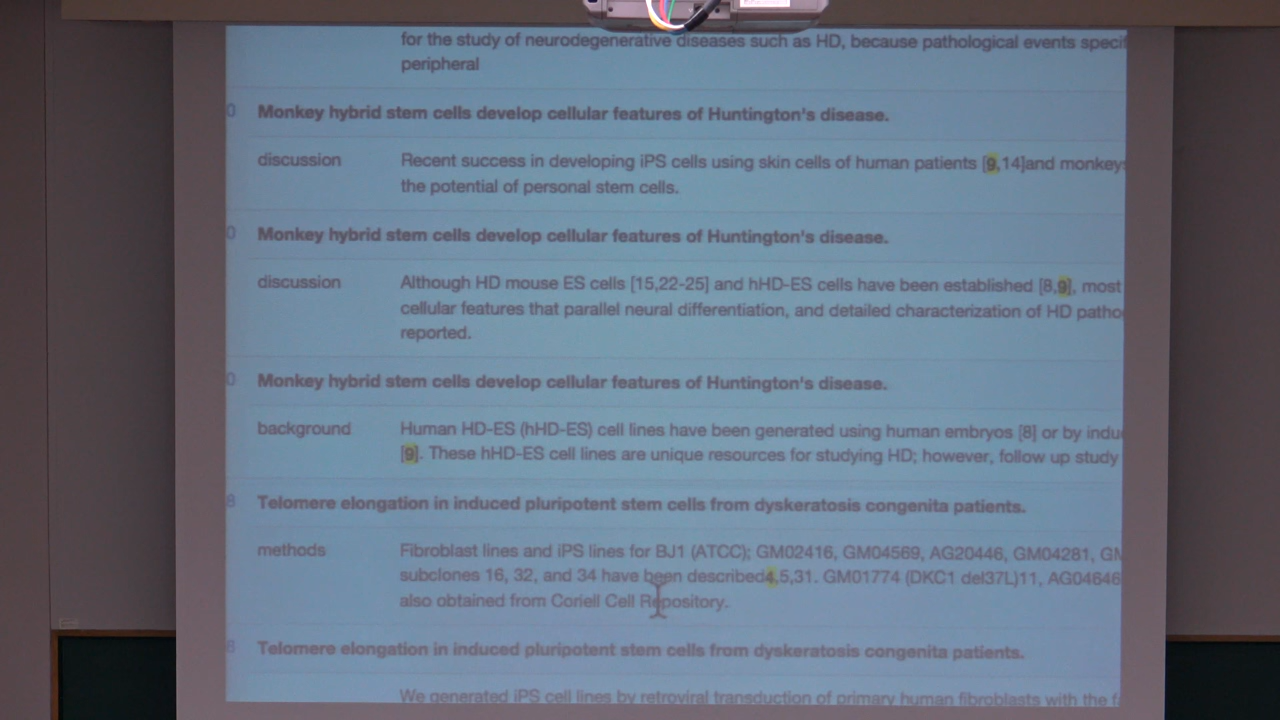 for the study of neurodegenerative diseases such as HD, because pathological events specif
peripheral
0 Monkey hybrid stem cells develop cellular features of Huntington's disease.
discussion Recent success in developing iPS cells using skin cells of human patients [9,14]and monkeys
the potential of personal stem cells.
0 Monkey hybrid stem cells develop cellular features of Huntington's disease.
discussion Although HD mouse ES cells [15,22-25] and hHD-ES cells have been established [8,9], most
cellular features that parallel neural differentiation, and detailed characterization of HD patho
reported.
0 Monkey hybrid stem cells develop cellular features of Huntington's disease.
background Human HD-ES (hHD-ES) cell lines have been generated using human embryos [8] or by indu
[9]. These hHD-ES cell lines are unique resources for studying HD; however, follow up study
8 Telomere elongation in induced pluripotent stem cells from dyskeratosis congenita patients.
methods Fibroblast lines and iPS lines for BJ1 (ATCC); GM02416, GM04569, AG20446, GM04281, GM
subclones 16, 32, and 34 have been described4,5,31. GM01774 (DKC1 del37L)11, AG04646
also obtained from Coriell Cell Repository.
8 Telomere elongation in induced pluripotent stem cells from dyskeratosis congenita patients.
We generated iPS cell lines by retroviral transduction of primary human fibroblasts with the f